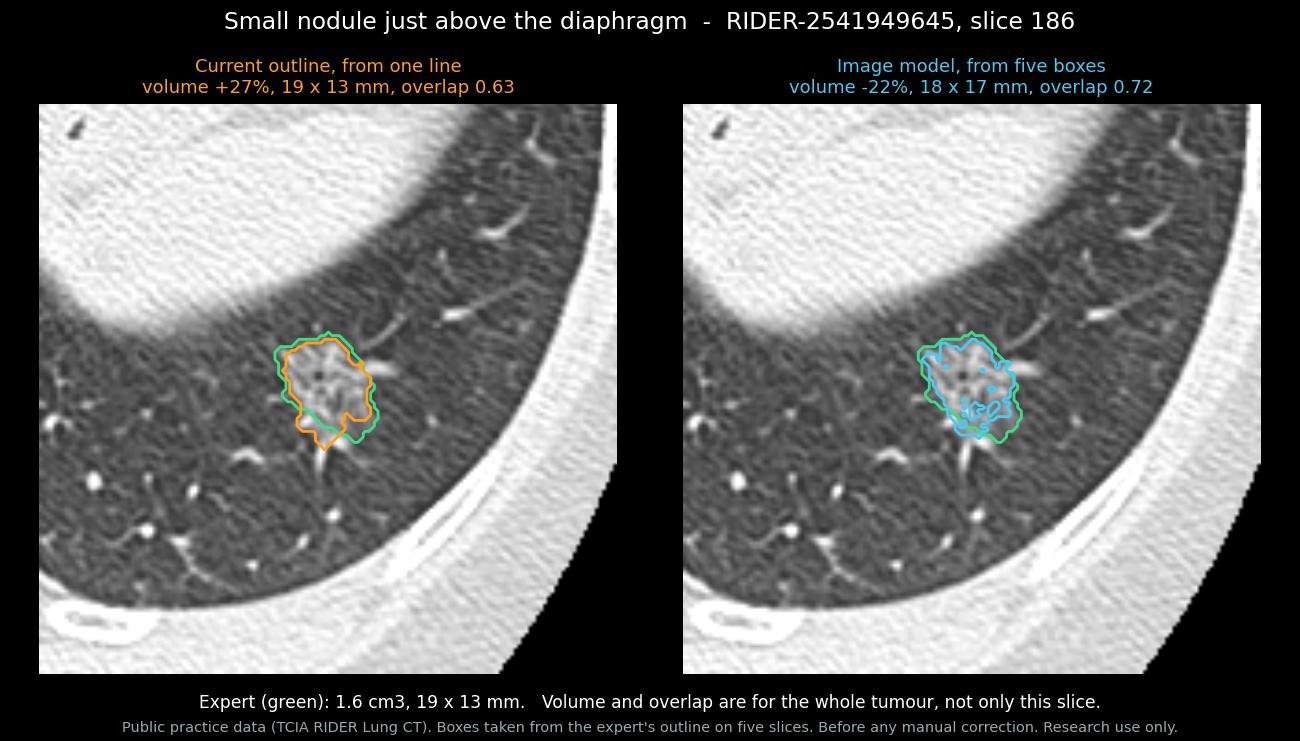 Small nodule just above the diaphragm - RIDER-2541949645, slice 186
Current outline, from one line
volume +27%, 19 x 13 mm, overlap 0.63
Image model, from five boxes
volume -22%, 18 x 17 mm, overlap 0.72
Expert (green): 1.6 cm3, 19 x 13 mm. Volume and overlap are for the whole tumour, not only this slice.
Public practice data (TCIA RIDER Lung CT). Boxes taken from the expert's outline on five slices. Before any manual correction. Research use only.